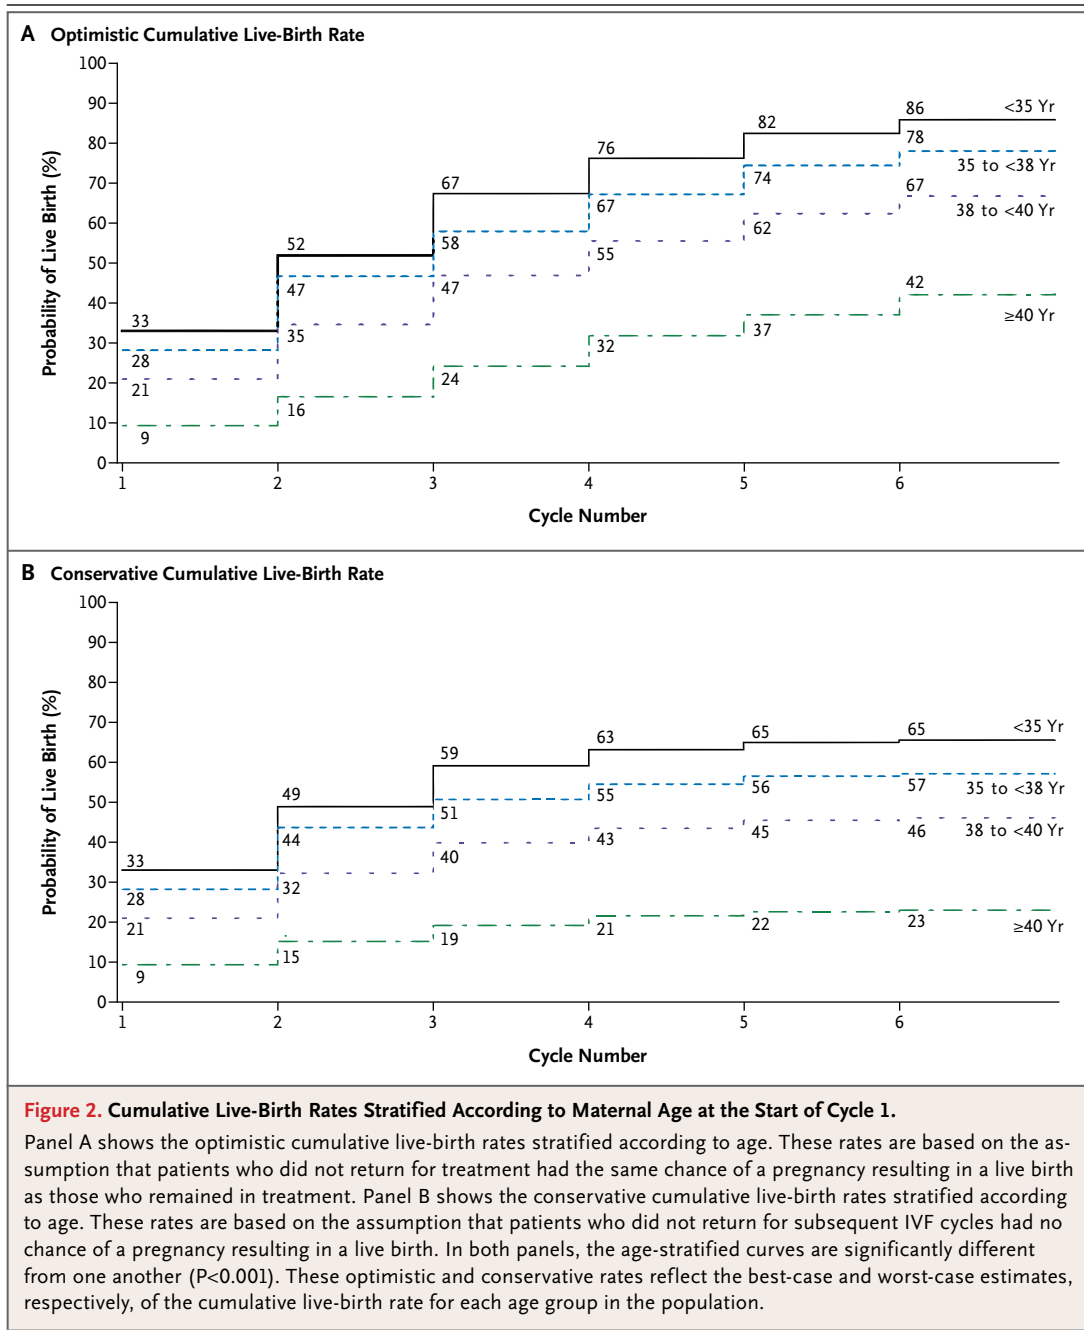 A Optimistic Cumulative Live-Birth Rate
Probability of Live Birth (%)
100
90
80
70
60
50
40
30
20
10
0
33
52
67
76
82
86
<35 Yr
28
47
58
67
74
78
35 to <38 Yr
21
35
47
55
62
67
38 to <40 Yr
9
16
24
32
37
42
≥40 Yr
1 2 3 4 5 6
Cycle Number
B Conservative Cumulative Live-Birth Rate
Probability of Live Birth (%)
100
90
80
70
60
50
40
30
20
10
0
33
49
59
63
65
65
<35 Yr
28
44
51
55
56
57
35 to <38 Yr
21
32
40
43
45
46
38 to <40 Yr
9
15
19
21
22
23
≥40 Yr
1 2 3 4 5 6
Cycle Number
Figure 2. Cumulative Live-Birth Rates Stratified According to Maternal Age at the Start of Cycle 1.
Panel A shows the optimistic cumulative live-birth rates stratified according to age. These rates are based on the as-
sumption that patients who did not return for treatment had the same chance of a pregnancy resulting in a live birth
as those who remained in treatment. Panel B shows the conservative cumulative live-birth rates stratified according
to age. These rates are based on the assumption that patients who did not return for subsequent IVF cycles had no
chance of a pregnancy resulting in a live birth. In both panels, the age-stratified curves are significantly different
from one another (P<0.001). These optimistic and conservative rates reflect the best-case and worst-case estimates,
respectively, of the cumulative live-birth rate for each age group in the population.